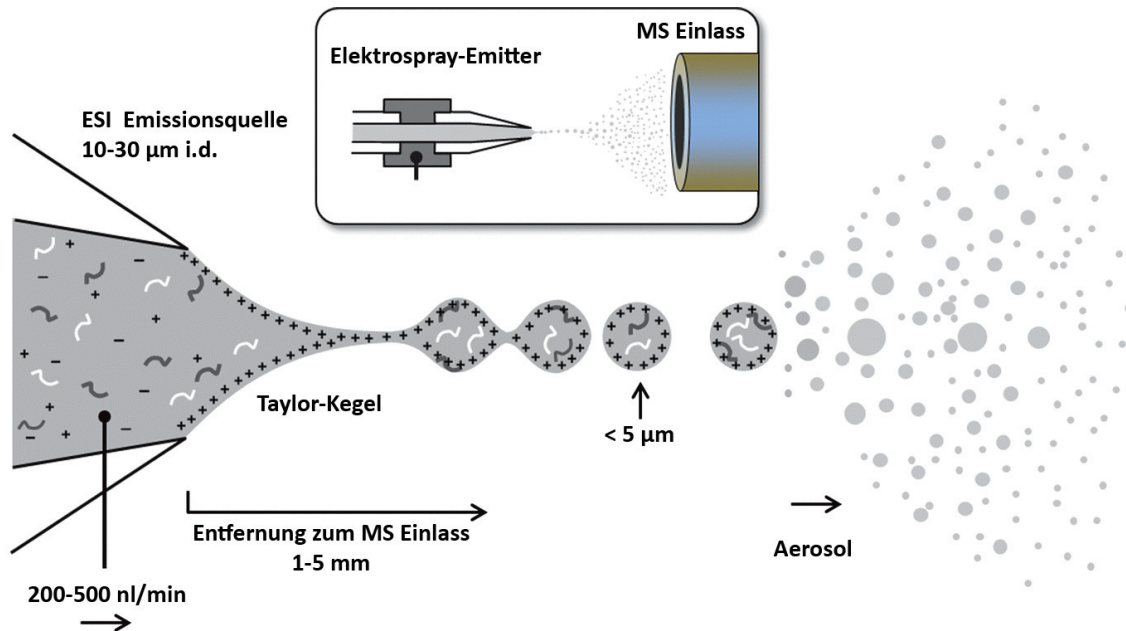 MS Einlass
Elektrospray-Emitter
ESI Emissionsquelle
10-30 µm i.d.
Taylor-Kegel
< 5 µm
Entfernung zum MS Einlass
1-5 mm
Aerosol
200-500 nl/min